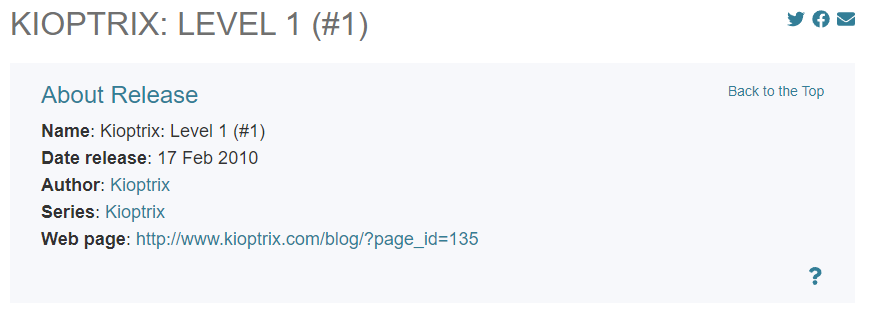 KIOPTRIX: LEVEL 1 (#1)
About Release
Back to the Top
Name: Kioptrix: Level 1 (#1)
Date release: 17 Feb 2010
Author: Kioptrix
Series: Kioptrix
Web page: http://www.kioptrix.com/blog/?page_id=135
?